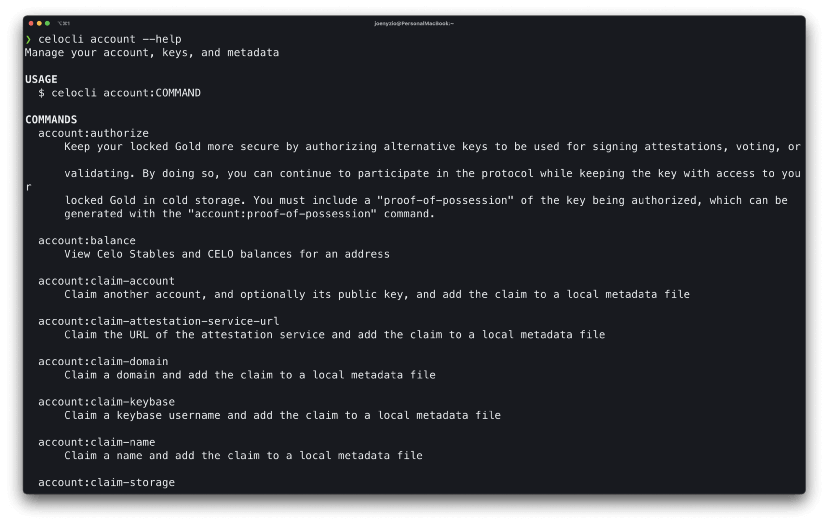 ⌥⌘1
joenyzio@PersonalMacBook:~
❯ celocli account --help
Manage your account, keys, and metadata
USAGE
$ celocli account:COMMAND
COMMANDS
account:authorize
Keep your locked Gold more secure by authorizing alternative keys to be used for signing attestations, voting, or
validating. By doing so, you can continue to participate in the protocol while keeping the key with access to you
r
locked Gold in cold storage. You must include a "proof-of-possession" of the key being authorized, which can be
generated with the "account:proof-of-possession" command.
account:balance
View Celo Stables and CELO balances for an address
account:claim-account
Claim another account, and optionally its public key, and add the claim to a local metadata file
account:claim-attestation-service-url
Claim the URL of the attestation service and add the claim to a local metadata file
account:claim-domain
Claim a domain and add the claim to a local metadata file
account:claim-keybase
Claim a keybase username and add the claim to a local metadata file
account:claim-name
Claim a name and add the claim to a local metadata file
account:claim-storage